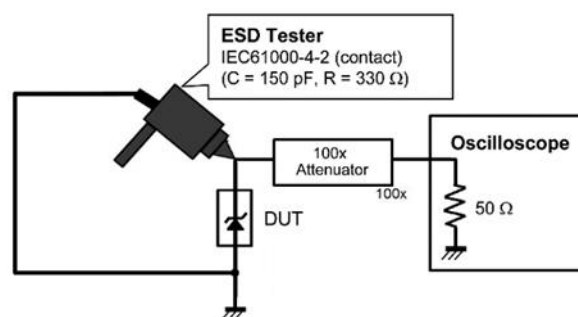 ESD Tester
IEC61000-4-2 (contact)
(C = 150 pF, R = 330 Ω)
Oscilloscope
100x
Attenuator
100x
50 Ω
DUT